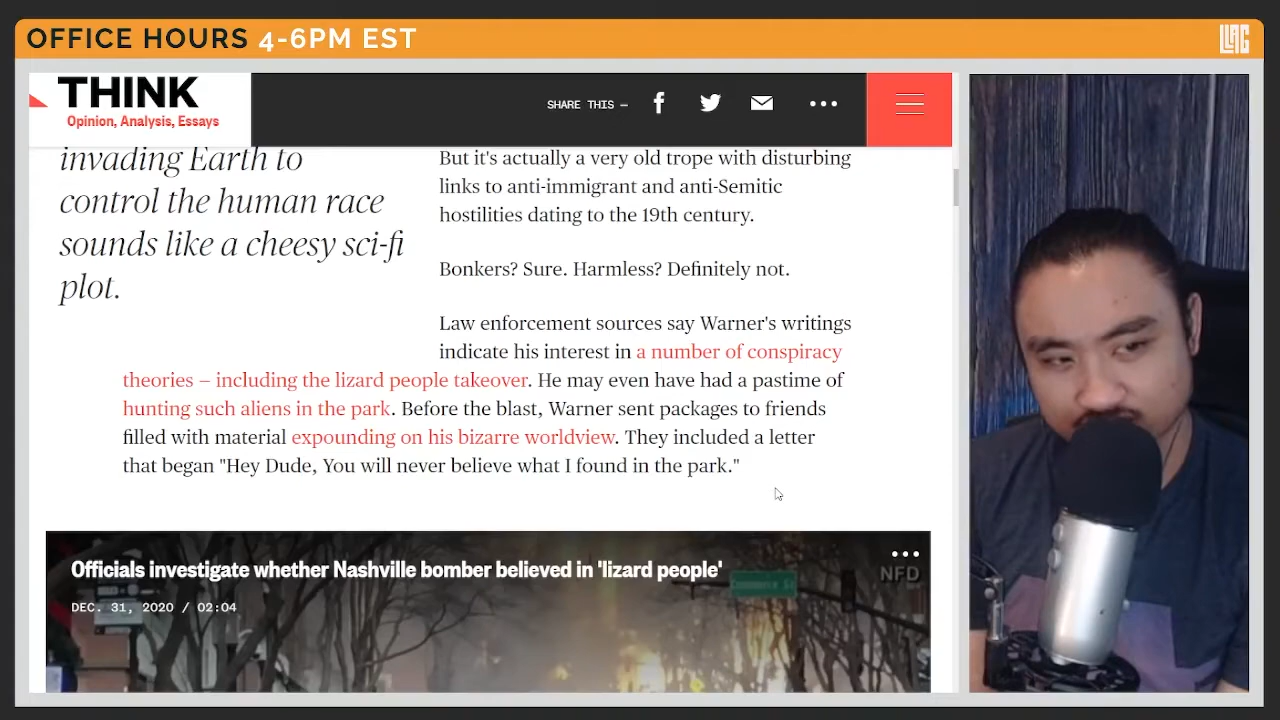 OFFICE HOURS 4-6PM EST
LLAG
THINK
Opinion, Analysis, Essays
SHARE THIS —
invading Earth to
control the human race
sounds like a cheesy sci-fi
plot.
But it's actually a very old trope with disturbing
links to anti-immigrant and anti-Semitic
hostilities dating to the 19th century.
Bonkers? Sure. Harmless? Definitely not.
Law enforcement sources say Warner's writings
indicate his interest in a number of conspiracy
theories — including the lizard people takeover. He may even have had a pastime of
hunting such aliens in the park. Before the blast, Warner sent packages to friends
filled with material expounding on his bizarre worldview. They included a letter
that began "Hey Dude, You will never believe what I found in the park."
Officials investigate whether Nashville bomber believed in 'lizard people'
NFD
DEC. 31, 2020 / 02:04